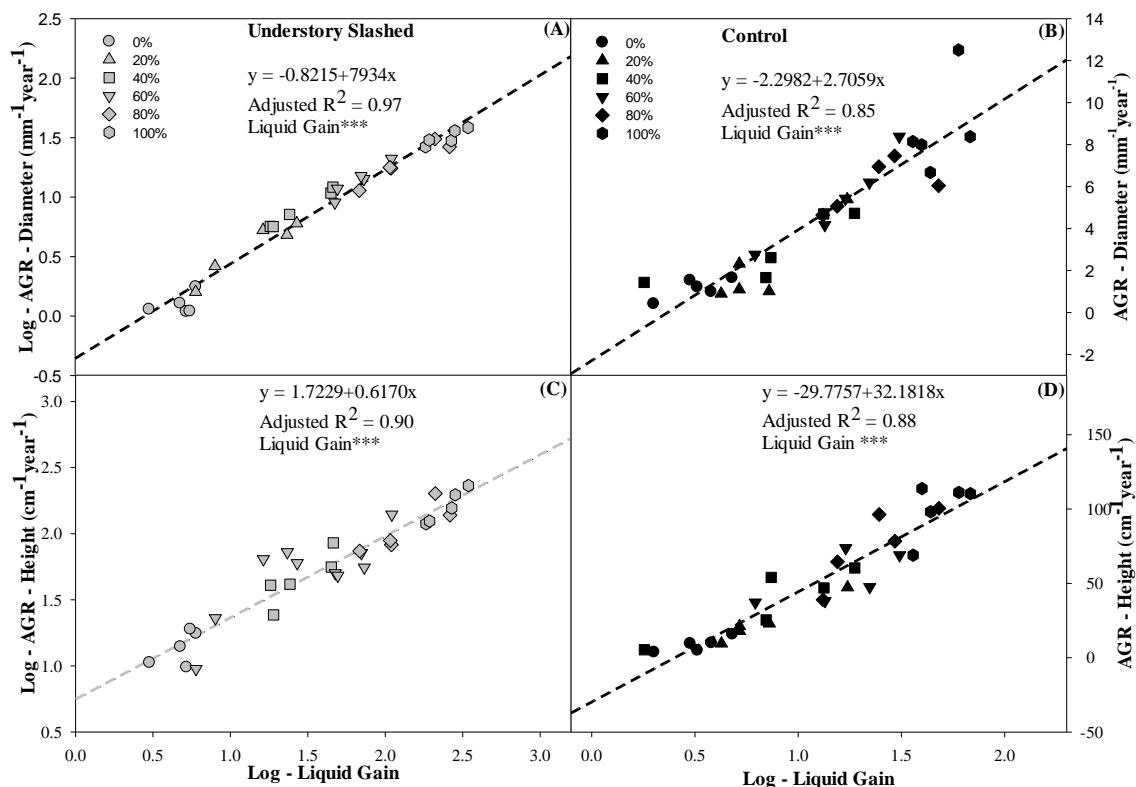 Understory Slashed
(A)
0%
20%
40%
60%
80%
100%
y = -0.8215+7934x
Adjusted R² = 0.97
Liquid Gain***
Log - AGR - Diameter (mm⁻¹year⁻¹)
2.5
2.0
1.5
1.0
0.5
0.0
-0.5
Control
(B)
0%
20%
40%
60%
80%
100%
y = -2.2982+2.7059x
Adjusted R² = 0.85
Liquid Gain***
AGR - Diameter (mm⁻¹year⁻¹)
14
12
10
8
6
4
2
0
-2
(C)
y = 1.7229+0.6170x
Adjusted R² = 0.90
Liquid Gain***
Log - AGR - Height (cm⁻¹year⁻¹)
2.0
2.5
2.0
1.5
1.0
0.5
0.0 0.5 1.0 1.5 2.0 2.5 3.0
Log - Liquid Gain
(D)
y = -29.7757+32.1818x
Adjusted R² = 0.88
Liquid Gain ***
AGR - Height (cm⁻¹year⁻¹)
150
100
50
0
-50
0.0 0.5 1.0 1.5 2.0
Log - Liquid Gain